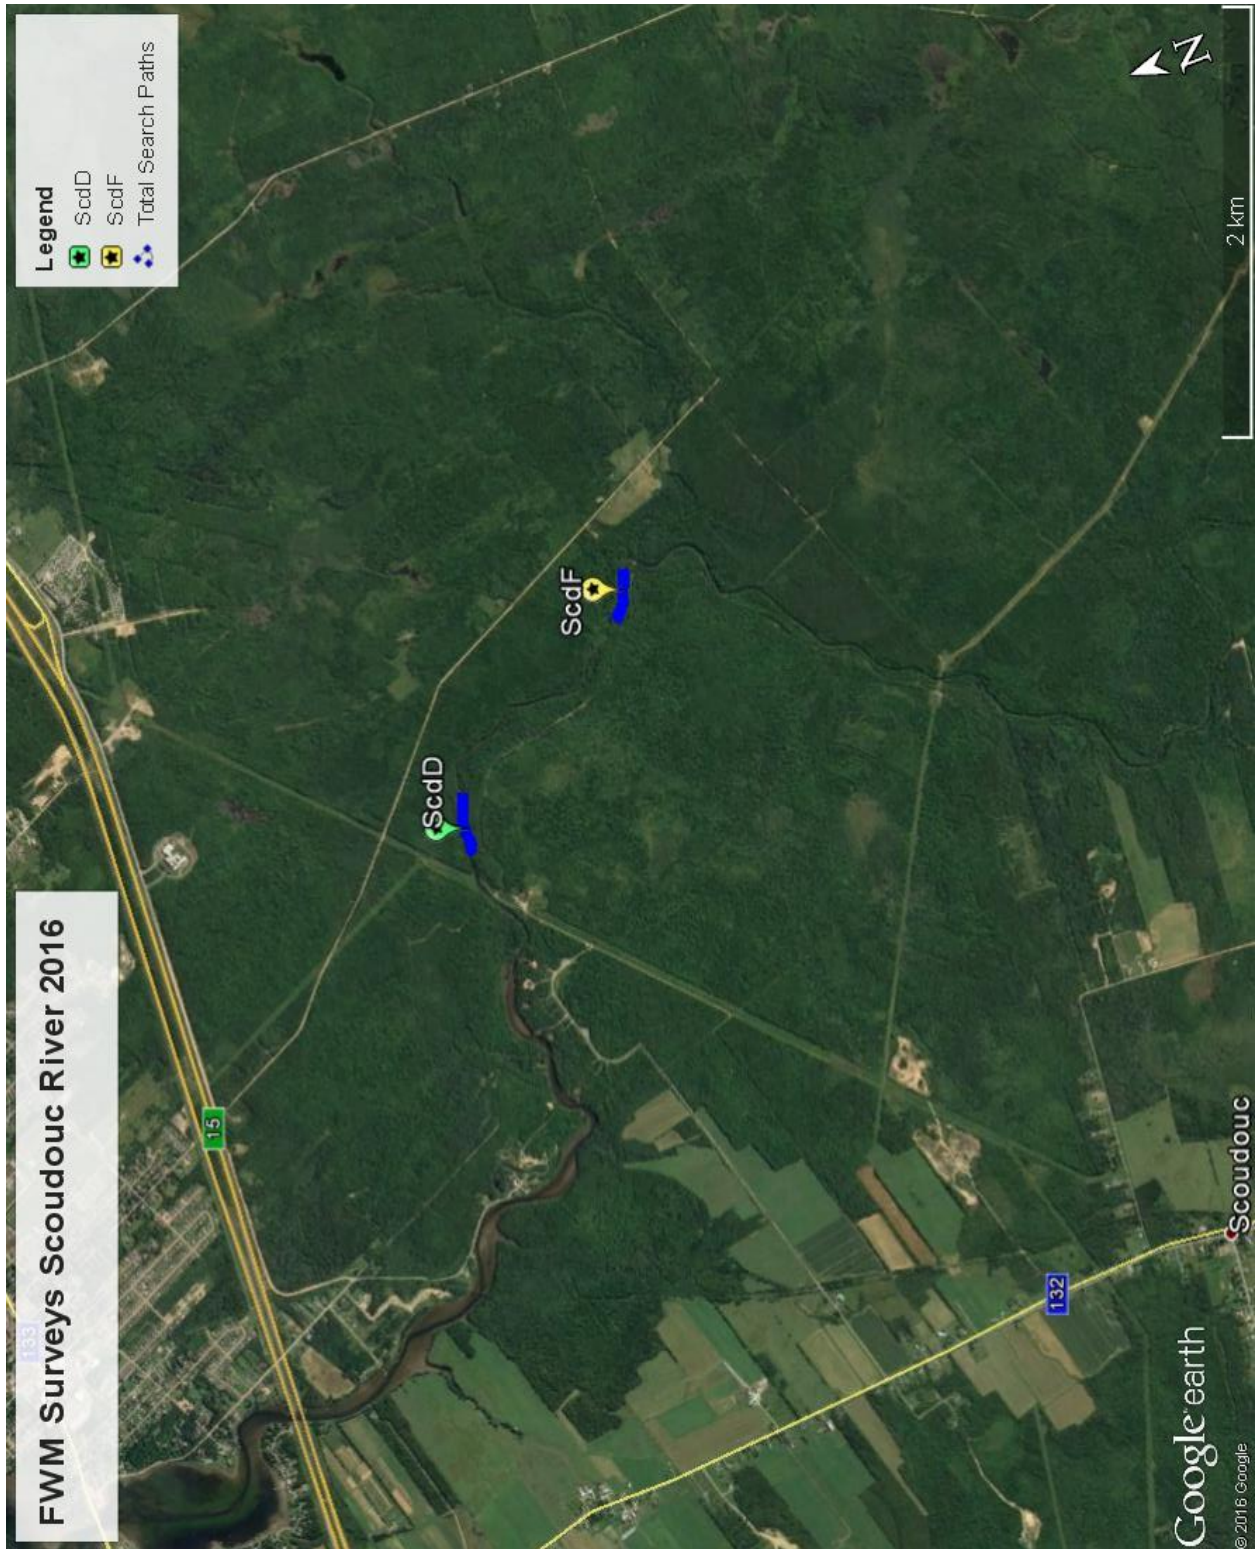 FWM Surveys Scoudouc River 2016
Legend
ScdD
ScdF
Total Search Paths
133
15
ScdD
ScdF
132
Scoudouc
N
2 km
Google earth
© 2016 Google